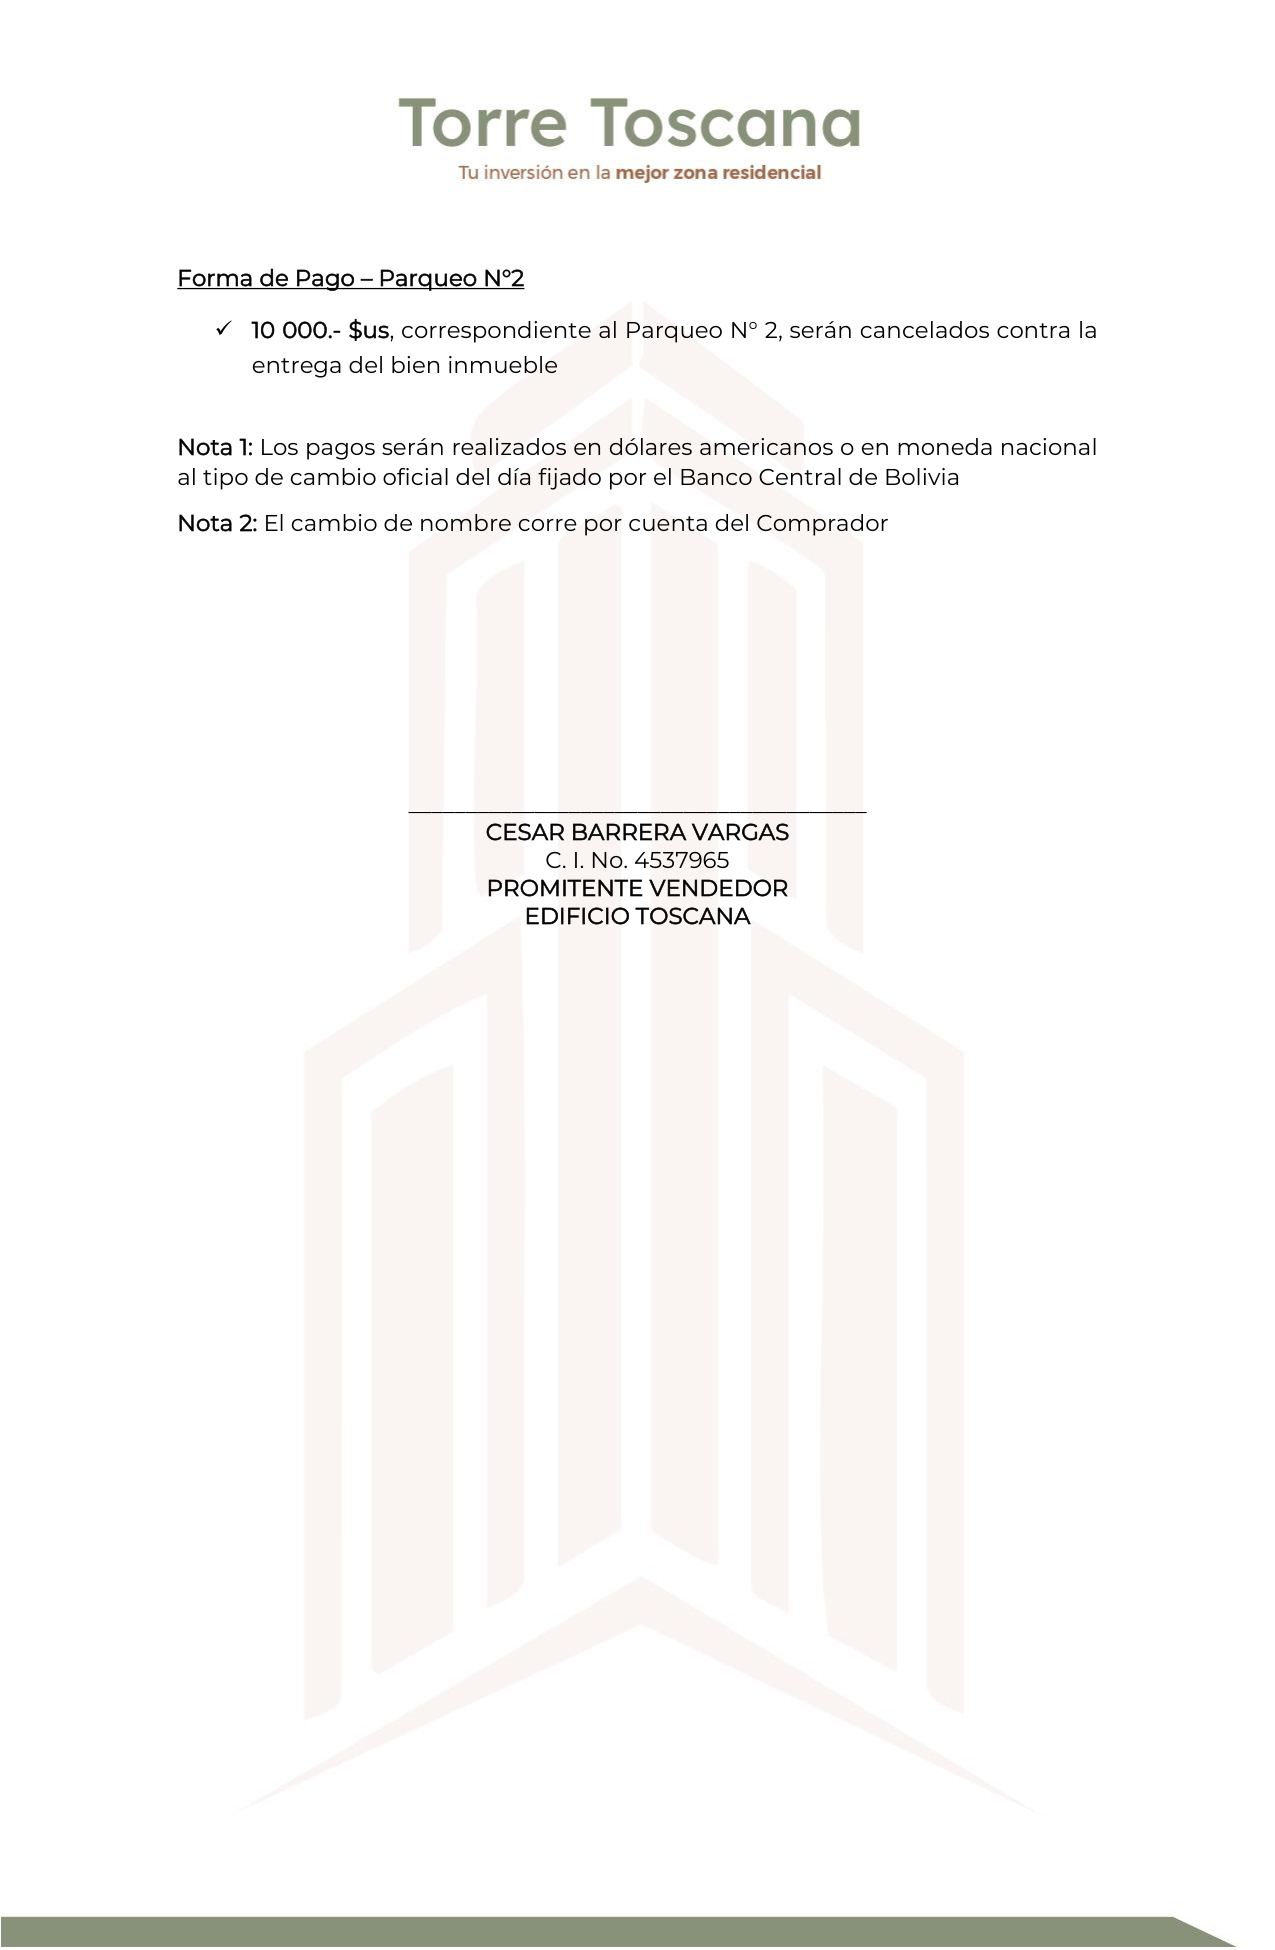 Torre Toscana
Tu inversión en la mejor zona residencial
Forma de Pago – Parqueo N°2
✓ 10 000.- $us, correspondiente al Parqueo N° 2, serán cancelados contra la
entrega del bien inmueble
Nota 1: Los pagos serán realizados en dólares americanos o en moneda nacional
al tipo de cambio oficial del día fijado por el Banco Central de Bolivia
Nota 2: El cambio de nombre corre por cuenta del Comprador
CESAR BARRERA VARGAS
C. I. No. 4537965
PROMITENTE VENDEDOR
EDIFICIO TOSCANA